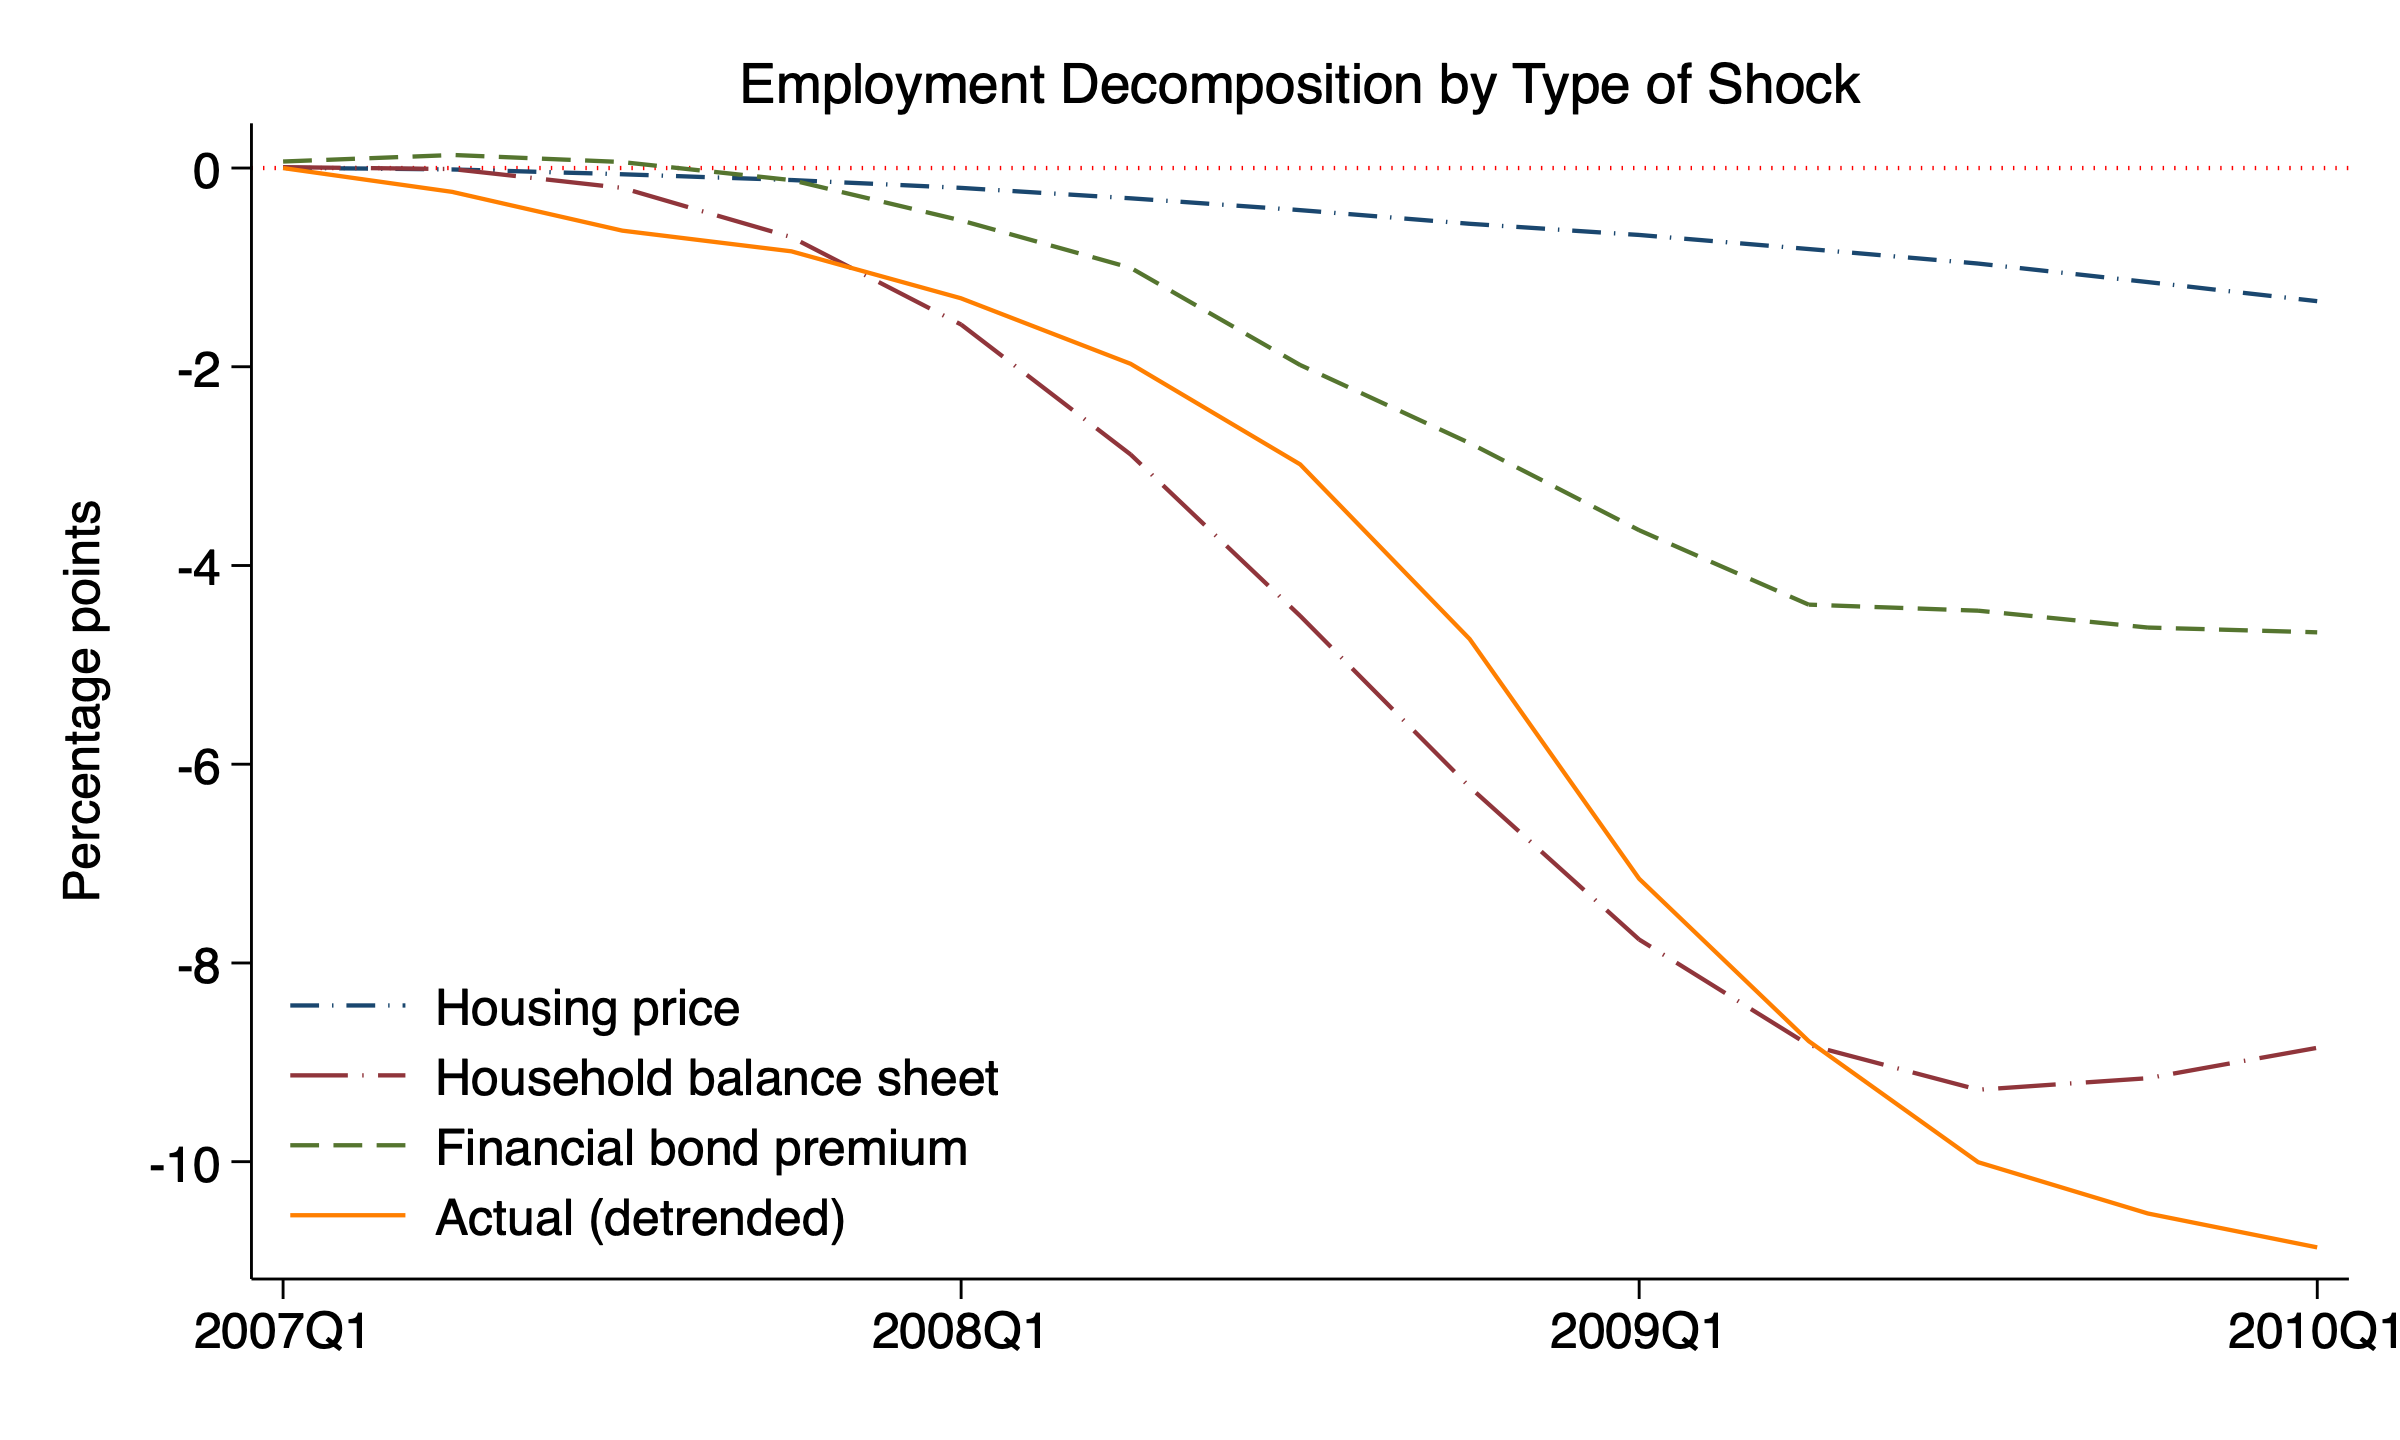 Employment Decomposition by Type of Shock
Percentage points
0
-2
-4
-6
-8
-10
Housing price
Household balance sheet
Financial bond premium
Actual (detrended)
2007Q1 2008Q1 2009Q1 2010Q1